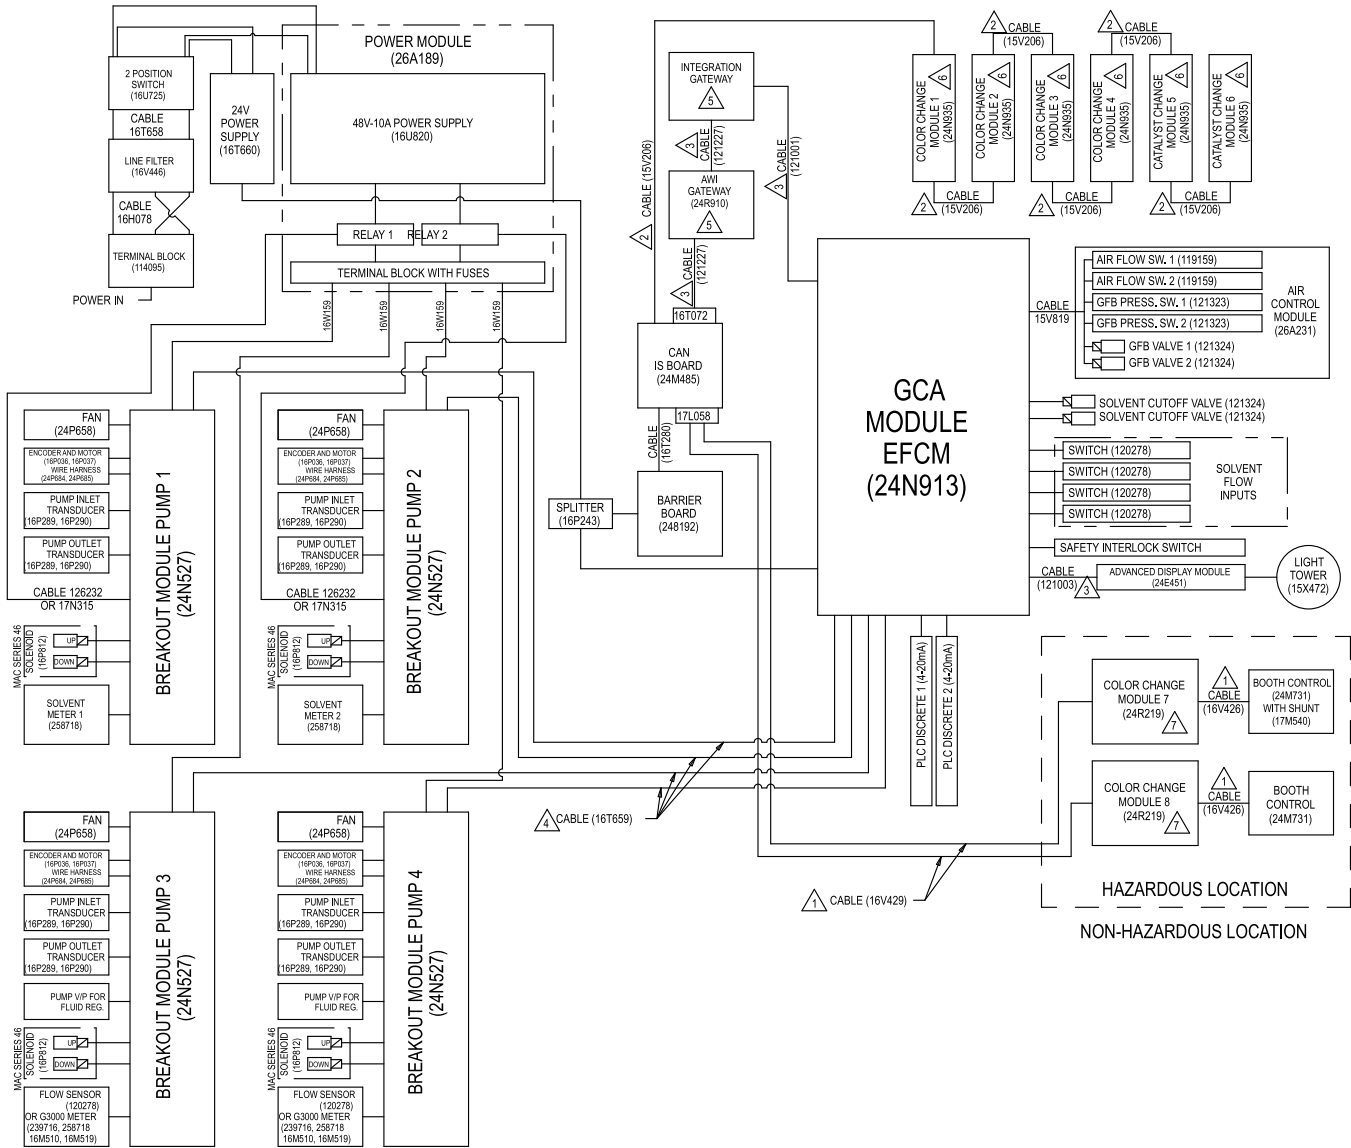 POWER MODULE
(26A189)
2 POSITION
SWITCH
(16U725)
CABLE
16T658
LINE FILTER
(16V446)
CABLE
16H078
TERMINAL BLOCK
(114095)
POWER IN
24V
POWER
SUPPLY
(16T660)
48V-10A POWER SUPPLY
(16U820)
RELAY 1
RELAY 2
TERMINAL BLOCK WITH FUSES
16W159
16W159
16W159
16W159
INTEGRATION
GATEWAY
5
3
CABLE
(121227)
AWI
GATEWAY
(24R910)
5
3
CABLE
(121227)
3
CABLE
(121001)
2
CABLE (15V206)
16T072
CAN
IS BOARD
(24M485)
17L058
CABLE
(16T280)
BARRIER
BOARD
(248192)
SPLITTER
(16P243)
2
CABLE
(15V206)
2
CABLE
(15V206)
COLOR CHANGE
MODULE 1
(24N935)
6
COLOR CHANGE
MODULE 2
(24N935)
6
COLOR CHANGE
MODULE 3
(24N935)
6
COLOR CHANGE
MODULE 4
(24N935)
6
CATALYST CHANGE
MODULE 5
(24N935)
6
CATALYST CHANGE
MODULE 6
(24N935)
6
2
CABLE
(15V206)
2
CABLE
(15V206)
2
CABLE
(15V206)
GCA
MODULE
EFCM
(24N913)
CABLE
15V819
AIR FLOW SW. 1 (119159)
AIR FLOW SW. 2 (119159)
GFB PRESS. SW. 1 (121323)
GFB PRESS. SW. 2 (121323)
GFB VALVE 1 (121324)
GFB VALVE 2 (121324)
AIR
CONTROL
MODULE
(26A231)
SOLVENT CUTOFF VALVE (121324)
SOLVENT CUTOFF VALVE (121324)
SWITCH (120278)
SWITCH (120278)
SWITCH (120278)
SWITCH (120278)
SOLVENT
FLOW
INPUTS
SAFETY INTERLOCK SWITCH
CABLE
(121003)
3
ADVANCED DISPLAY MODULE
(24E451)
LIGHT
TOWER
(15X472)
PLC DISCRETE 1 (4-20mA)
PLC DISCRETE 2 (4-20mA)
COLOR CHANGE
MODULE 7
(24R219)
7
1
CABLE
(16V426)
BOOTH CONTROL
(24M731)
WITH SHUNT
(17M540)
COLOR CHANGE
MODULE 8
(24R219)
7
1
CABLE
(16V426)
BOOTH
CONTROL
(24M731)
HAZARDOUS LOCATION
NON-HAZARDOUS LOCATION
4
CABLE (16T659)
1
CABLE (16V429)
FAN
(24P658)
ENCODER AND MOTOR
(16P036, 16P037)
WIRE HARNESS
(24P684, 24P685)
PUMP INLET
TRANSDUCER
(16P289, 16P290)
PUMP OUTLET
TRANSDUCER
(16P289, 16P290)
CABLE 126232
OR 17N315
MAC SERIES 46
SOLENOID
(16P812)
UP
DOWN
SOLVENT
METER 1
(258718)
BREAKOUT MODULE PUMP 1
(24N527)
FAN
(24P658)
ENCODER AND MOTOR
(16P036, 16P037)
WIRE HARNESS
(24P684, 24P685)
PUMP INLET
TRANSDUCER
(16P289, 16P290)
PUMP OUTLET
TRANSDUCER
(16P289, 16P290)
CABLE 126232
OR 17N315
MAC SERIES 46
SOLENOID
(16P812)
UP
DOWN
SOLVENT
METER 2
(258718)
BREAKOUT MODULE PUMP 2
(24N527)
FAN
(24P658)
ENCODER AND MOTOR
(16P036, 16P037)
WIRE HARNESS
(24P684, 24P685)
PUMP INLET
TRANSDUCER
(16P289, 16P290)
PUMP OUTLET
TRANSDUCER
(16P289, 16P290)
PUMP V/P FOR
FLUID REG.
MAC SERIES 46
SOLENOID
(16P812)
UP
DOWN
FLOW SENSOR
(120278)
OR G3000 METER
(239716, 258718
16M510, 16M519)
BREAKOUT MODULE PUMP 3
(24N527)
FAN
(24P658)
ENCODER AND MOTOR
(16P036, 16P037)
WIRE HARNESS
(24P684, 24P685)
PUMP INLET
TRANSDUCER
(16P289, 16P290)
PUMP OUTLET
TRANSDUCER
(16P289, 16P290)
PUMP V/P FOR
FLUID REG.
MAC SERIES 46
SOLENOID
(16P812)
UP
DOWN
FLOW SENSOR
(120278)
OR G3000 METER
(239716, 258718
16M510, 16M519)
BREAKOUT MODULE PUMP 4
(24N527)